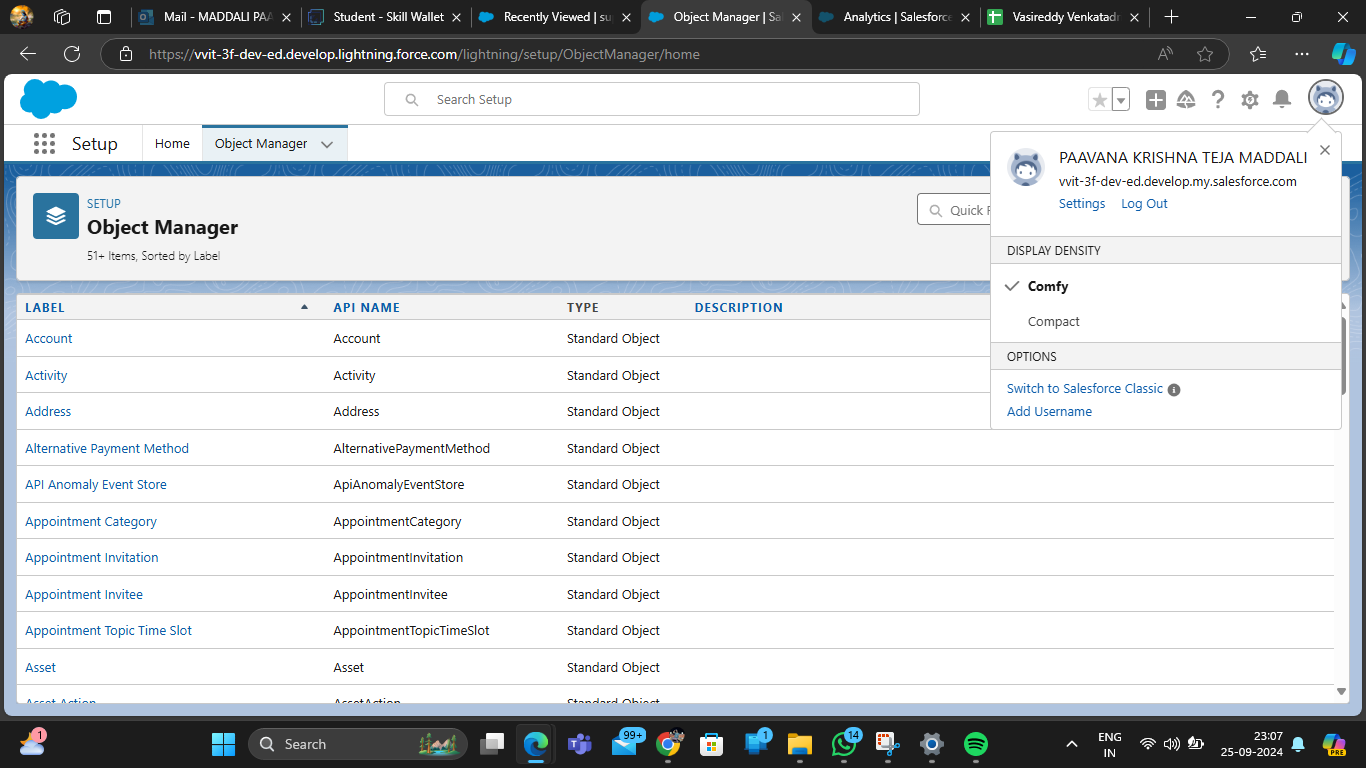 Mail - MADDALI PAA
Student - Skill Wallet
Recently Viewed | su
Object Manager | Sa
Analytics | Salesforce
Vasireddy Venkatadr
https://vvit-3f-dev-ed.develop.lightning.force.com/lightning/setup/ObjectManager/home
Search Setup
Setup
Home
Object Manager
PAAVANA KRISHNA TEJA MADDALI
vvit-3f-dev-ed.develop.my.salesforce.com
Settings Log Out
DISPLAY DENSITY
Comfy
Compact
OPTIONS
Switch to Salesforce Classic
Add Username
SETUP
Object Manager
51+ Items, Sorted by Label
Quick F
LABEL API NAME TYPE DESCRIPTION
Account Account Standard Object
Activity Activity Standard Object
Address Address Standard Object
Alternative Payment Method AlternativePaymentMethod Standard Object
API Anomaly Event Store ApiAnomalyEventStore Standard Object
Appointment Category AppointmentCategory Standard Object
Appointment Invitation AppointmentInvitation Standard Object
Appointment Invitee AppointmentInvitee Standard Object
Appointment Topic Time Slot AppointmentTopicTimeSlot Standard Object
Asset Asset Standard Object
Asset Action AssetAction Standard Object
1
Search
99+
1
14
ENG
IN
23:07
25-09-2024
PRE